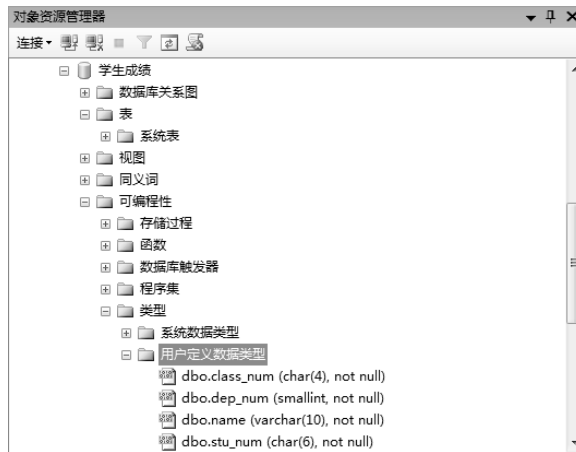 对象资源管理器
连接
学生成绩
数据库关系图
表
系统表
视图
同义词
可编程性
存储过程
函数
数据库触发器
程序集
类型
系统数据类型
用户定义数据类型
dbo.class_num (char(4), not null)
dbo.dep_num (smallint, not null)
dbo.name (varchar(10), not null)
dbo.stu_num (char(6), not null)